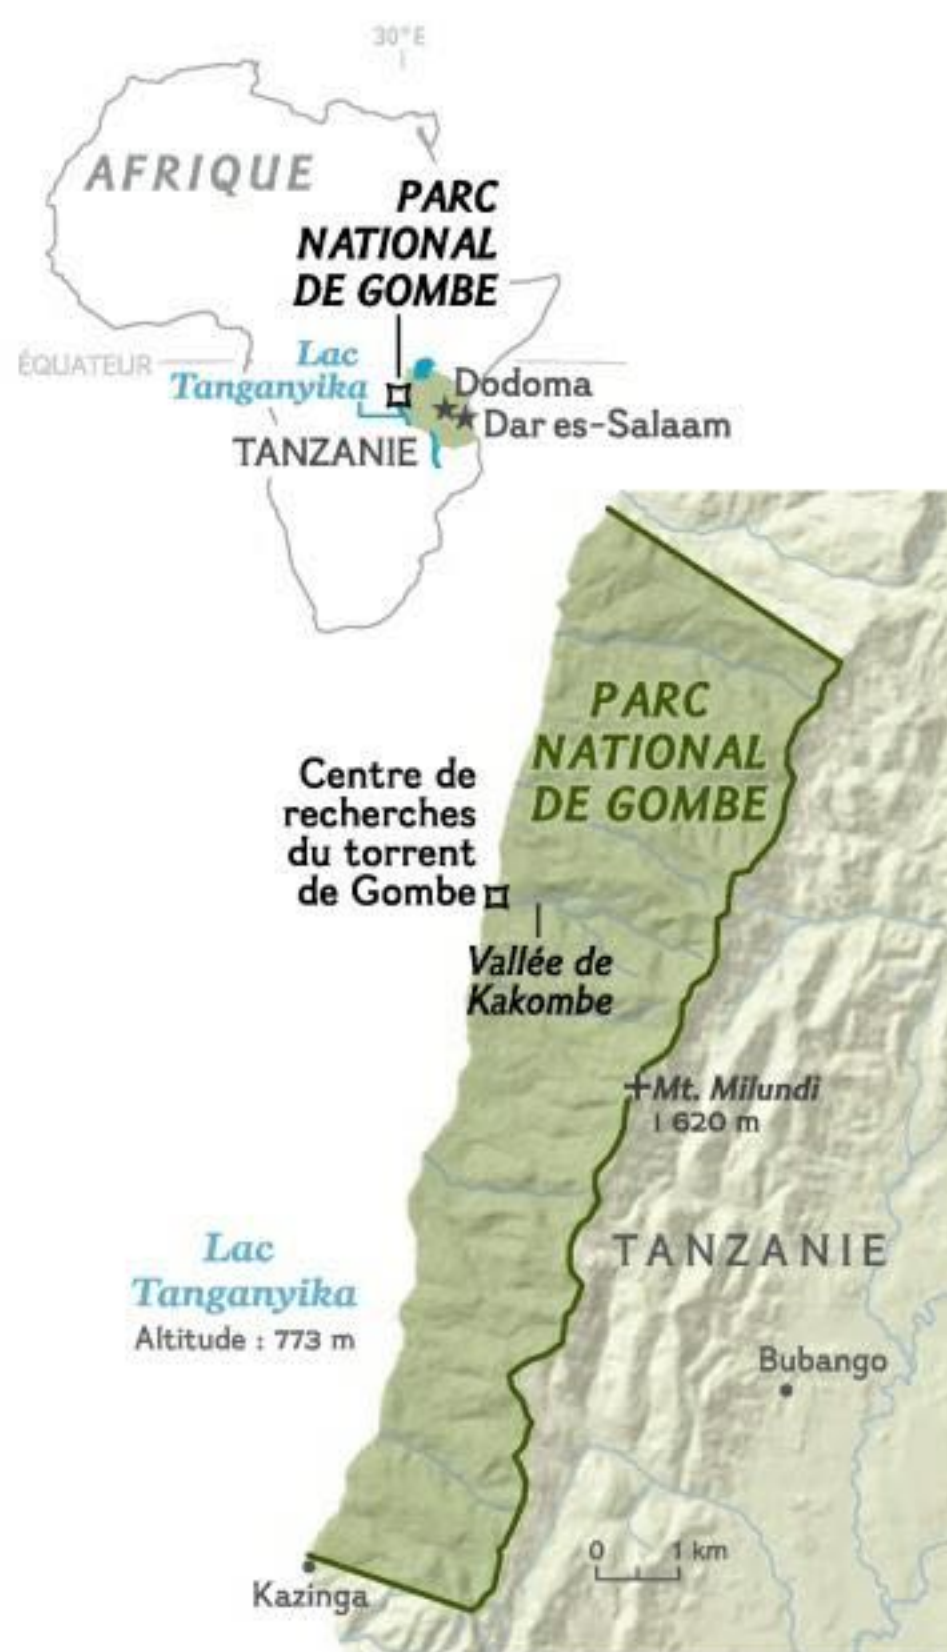 30°E
AFRIQUE
PARC
NATIONAL
DE GOMBE
ÉQUATEUR
Lac
Tanganyika
Dodoma
Dar es-Salaam
TANZANIE
PARC
NATIONAL
DE GOMBE
Centre de
recherches
du torrent
de Gombe
Vallée de
Kakombe
Mt. Milundi
1 620 m
TANZANIE
Lac
Tanganyika
Altitude : 773 m
Bubango
0 1 km
Kazinga